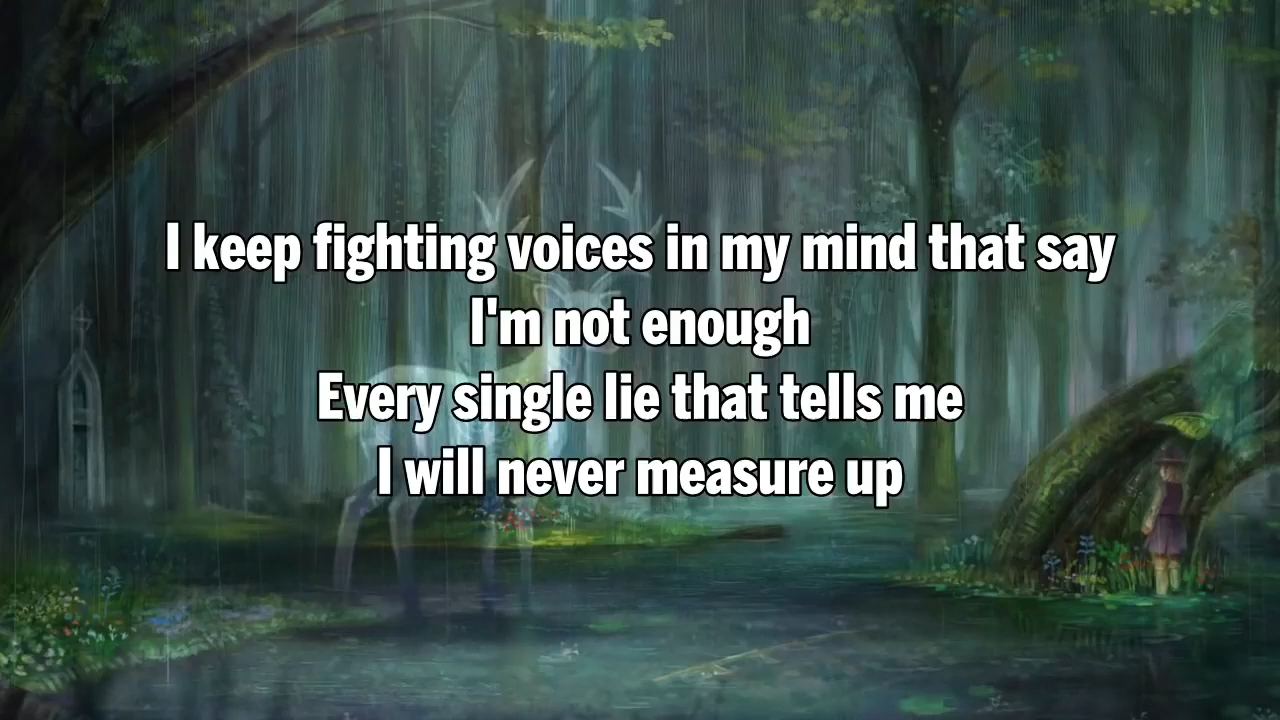 I keep fighting voices in my mind that say
I'm not enough
Every single lie that tells me
I will never measure up